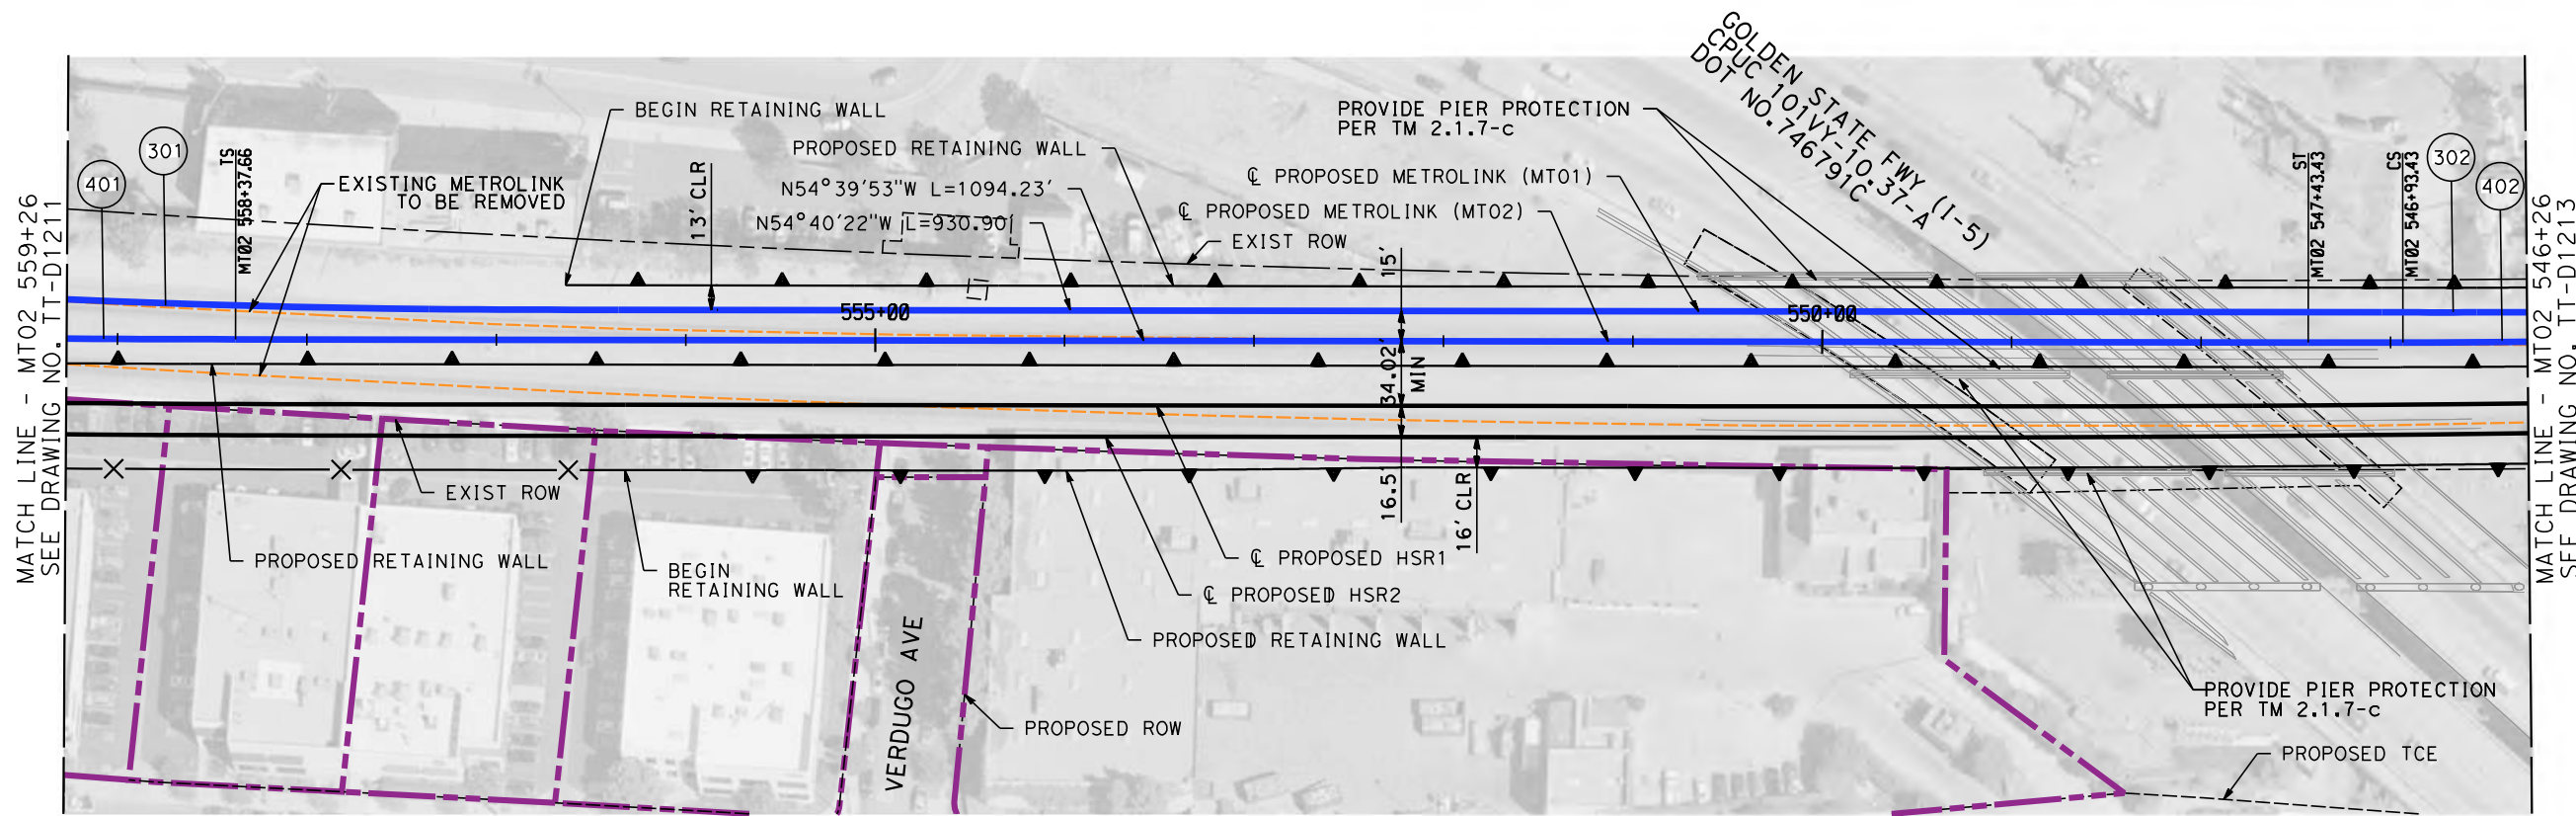 GOLDEN STATE FWY (I-5)
CPUC 101VY-10.37-A
DOT NO.746791C
BEGIN RETAINING WALL
PROPOSED RETAINING WALL
N54°39'53"W L=1094.23'
N54°40'22"W L=930.90'
PROVIDE PIER PROTECTION
PER TM 2.1.7-c
℄ PROPOSED METROLINK (MT01)
℄ PROPOSED METROLINK (MT02)
EXIST ROW
401
301
TS
MT02 558+37.66
EXISTING METROLINK
TO BE REMOVED
13' CLR
15'
ST
MT02 547+43.43
CS
MT02 546+93.43
302
402
MATCH LINE - MT02 559+26
SEE DRAWING NO. TT-D1211
MATCH LINE - MT02 546+26
SEE DRAWING NO. TT-D1213
555+00
550+00
34.02'
MIN
16.5'
16' CLR
EXIST ROW
PROPOSED RETAINING WALL
BEGIN
RETAINING WALL
℄ PROPOSED HSR1
℄ PROPOSED HSR2
PROPOSED RETAINING WALL
VERDUGO AVE
PROPOSED ROW
PROVIDE PIER PROTECTION
PER TM 2.1.7-c
PROPOSED TCE